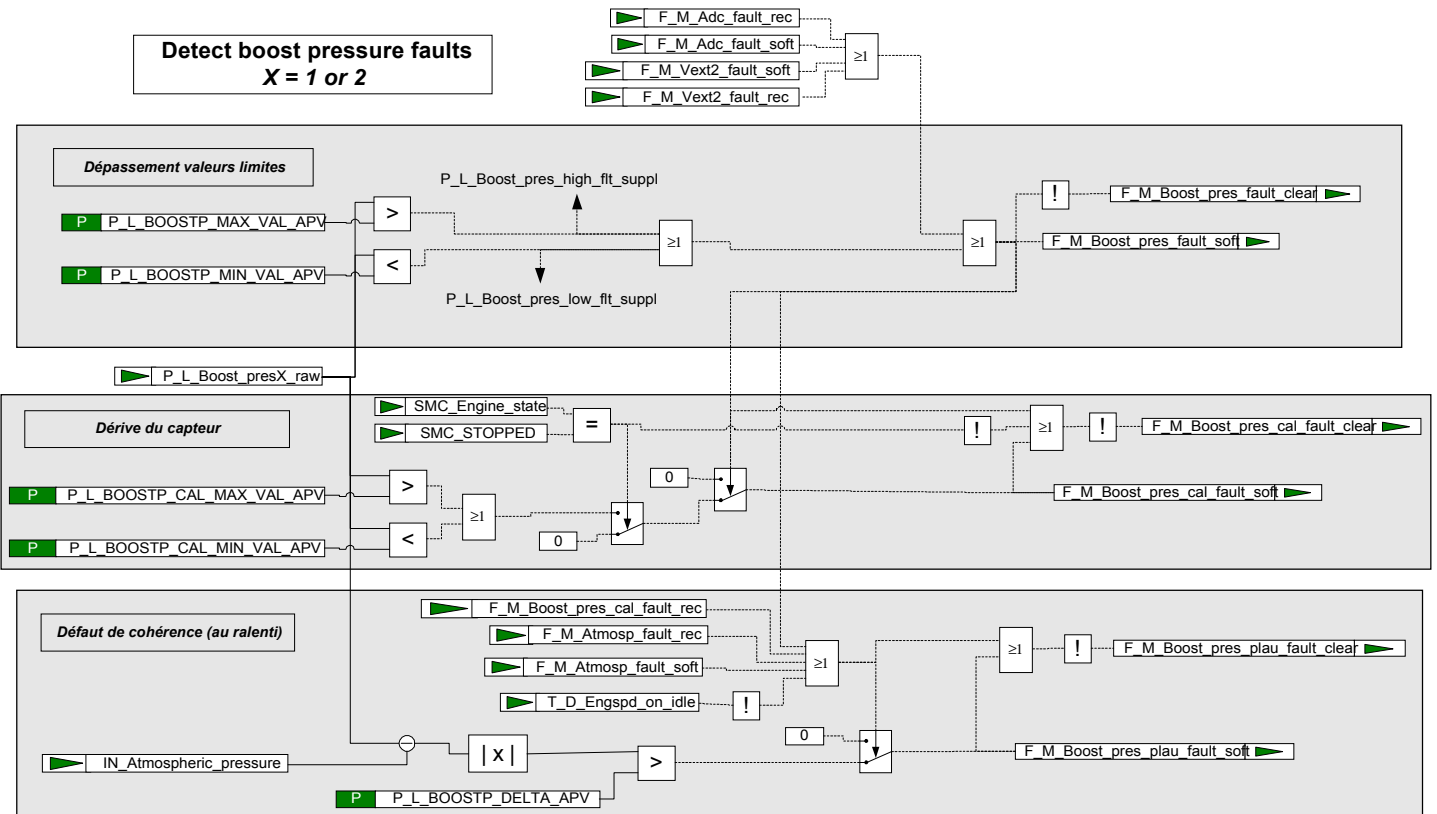 F_M_Adc_fault_rec
Detect boost pressure faults
X = 1 or 2
F_M_Adc_fault_soft
≥1
F_M_Vext2_fault_soft
F_M_Vext2_fault_rec
Dépassement valeurs limites
P_L_Boost_pres_high_flt_suppl
! F_M_Boost_pres_fault_clear
P P_L_BOOSTP_MAX_VAL_APV >
≥1 ≥1 F_M_Boost_pres_fault_soft
P P_L_BOOSTP_MIN_VAL_APV <
P_L_Boost_pres_low_flt_suppl
P_L_Boost_presX_raw
SMC_Engine_state
Dérive du capteur
SMC_STOPPED = ! ≥1 ! F_M_Boost_pres_cal_fault_clear
0
P P_L_BOOSTP_CAL_MAX_VAL_APV > F_M_Boost_pres_cal_fault_soft
≥1
P P_L_BOOSTP_CAL_MIN_VAL_APV < 0
F_M_Boost_pres_cal_fault_rec
Défaut de cohérence (au ralenti)
F_M_Atmosp_fault_rec
≥1 ! F_M_Boost_pres_plau_fault_clear
F_M_Atmosp_fault_soft ≥1
T_D_Engspd_on_idle !
0
F_M_Boost_pres_plau_fault_soft
IN_Atmospheric_pressure − | x | >
P P_L_BOOSTP_DELTA_APV